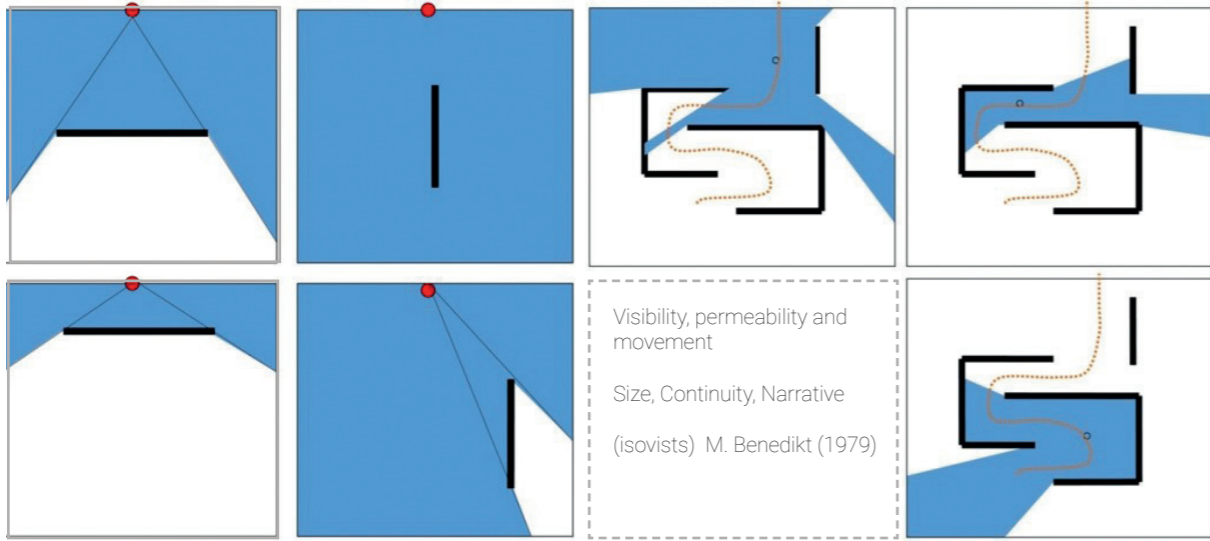 Visibility, permeability and
movement
Size, Continuity, Narrative
(isovists) M. Benedikt (1979)